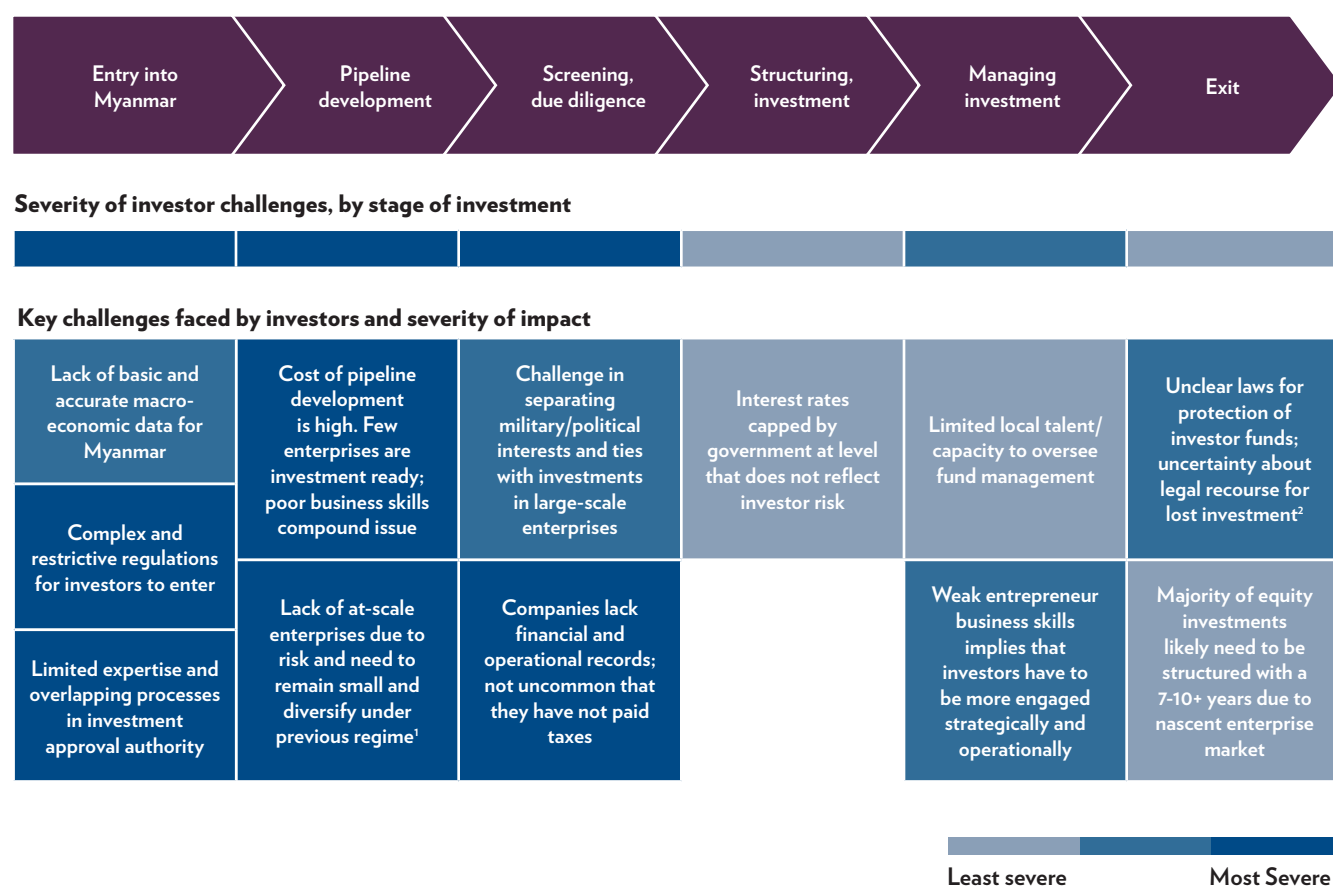 Entry into
Myanmar
Pipeline
development
Screening,
due diligence
Structuring,
investment
Managing
investment
Exit
Severity of investor challenges, by stage of investment
Key challenges faced by investors and severity of impact
Lack of basic and
accurate macro-
economic data for
Myanmar
Complex and
restrictive regulations
for investors to enter
Limited expertise and
overlapping processes
in investment
approval authority
Cost of pipeline
development
is high. Few
enterprises are
investment ready;
poor business skills
compound issue
Lack of at-scale
enterprises due to
risk and need to
remain small and
diversify under
previous regime¹
Challenge in
separating
military/political
interests and ties
with investments
in large-scale
enterprises
Companies lack
financial and
operational records;
not uncommon that
they have not paid
taxes
Interest rates
capped by
government at level
that does not reflect
investor risk
Limited local talent/
capacity to oversee
fund management
Weak entrepreneur
business skills
implies that
investors have to
be more engaged
strategically and
operationally
Unclear laws for
protection of
investor funds;
uncertainty about
legal recourse for
lost investment²
Majority of equity
investments
likely need to be
structured with a
7-10+ years due to
nascent enterprise
market
Least severe
Most Severe